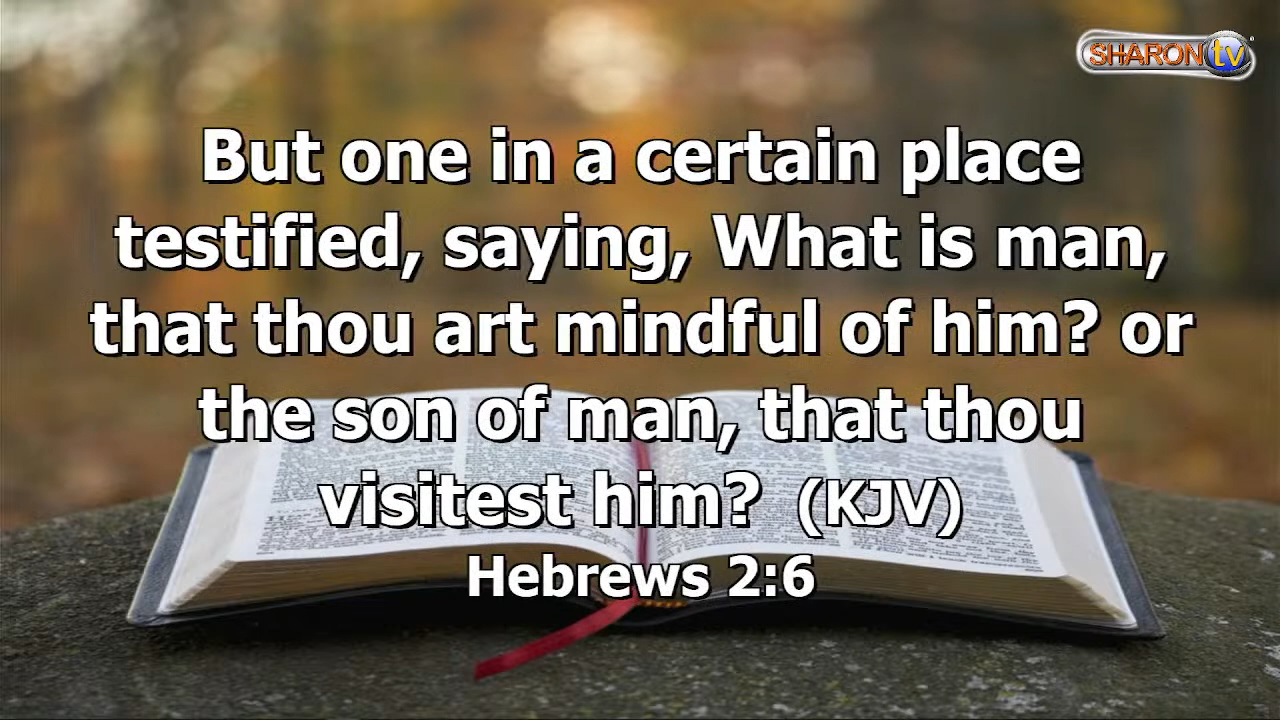 SHARON tv
But one in a certain place
testified, saying, What is man,
that thou art mindful of him? or
the son of man, that thou
visitest him? (KJV)
Hebrews 2:6